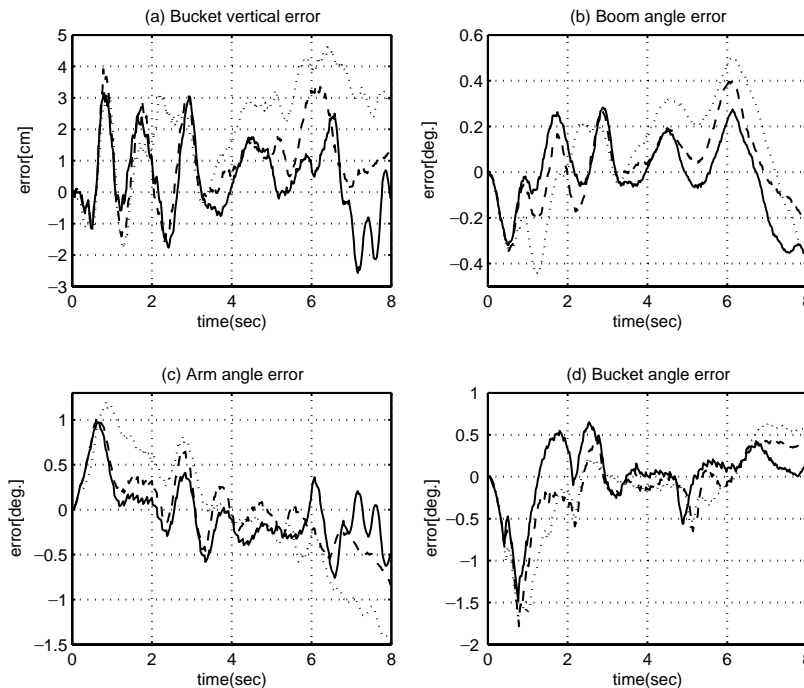 (a) Bucket vertical error
5
4
3
2
1
0
−1
−2
−3
error[cm]
0 2 4 6 8
time(sec)
(b) Boom angle error
0.6
0.4
0.2
0
−0.2
−0.4
error[deg.]
0 2 4 6 8
time(sec)
(c) Arm angle error
1
0.5
0
−0.5
−1
−1.5
error[deg.]
0 2 4 6 8
time(sec)
(d) Bucket angle error
1
0.5
0
−0.5
−1
−1.5
−2
error[deg.]
0 2 4 6 8
time(sec)